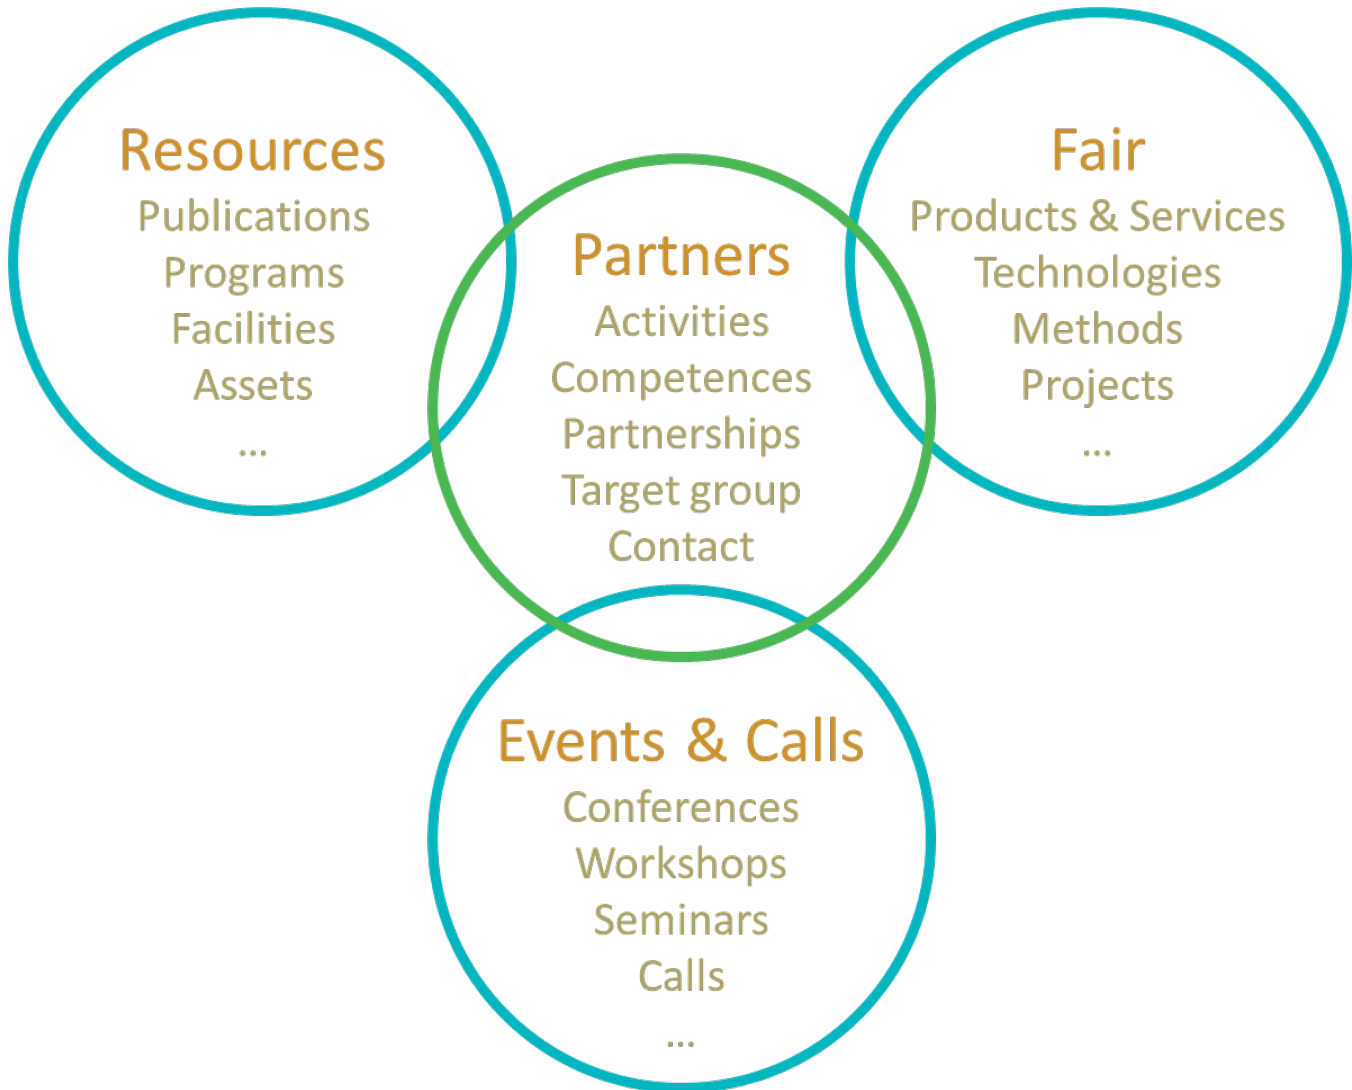 Resources
Publications
Programs
Facilities
Assets
...
Partners
Activities
Competences
Partnerships
Target group
Contact
Fair
Products & Services
Technologies
Methods
Projects
...
Events & Calls
Conferences
Workshops
Seminars
Calls
...